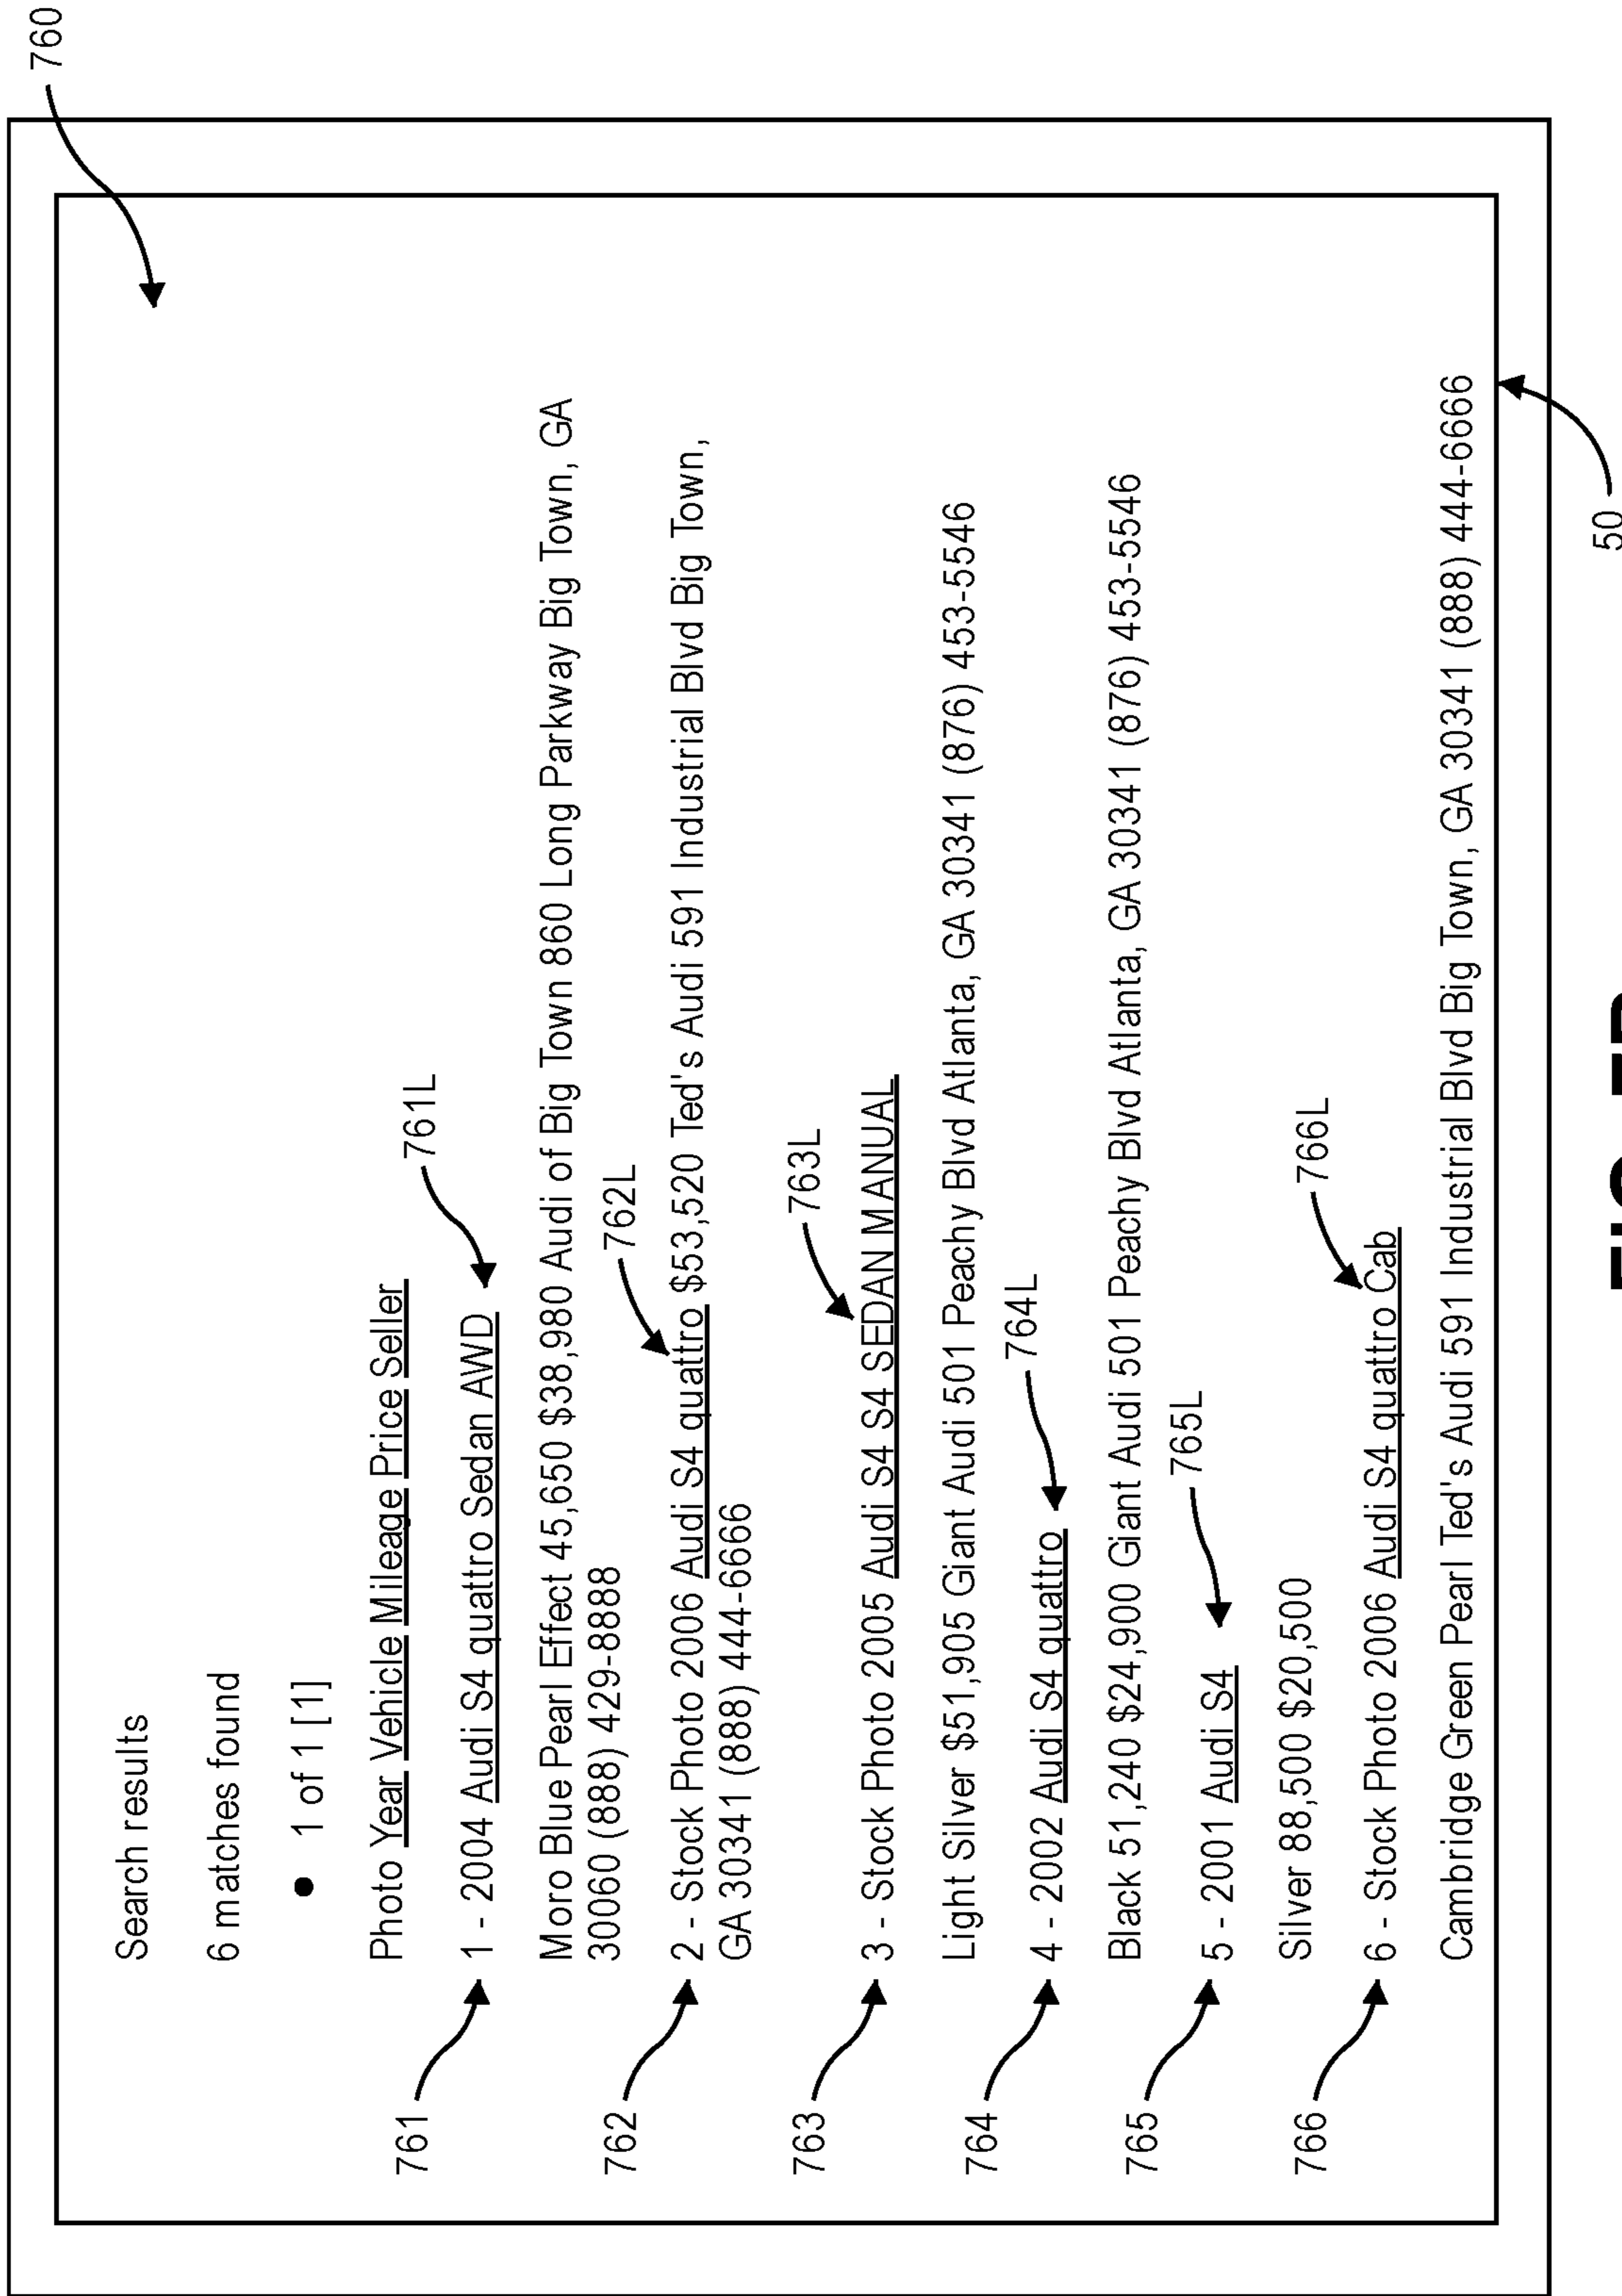 760
Search results
6 matches found
• 1 of 1 [1]
Photo Year Vehicle Mileage Price Seller
761L
761
1 - 2004 Audi S4 quattro Sedan AWD
Moro Blue Pearl Effect 45,650 $38,980 Audi of Big Town 860 Long Parkway Big Town, GA
30060 (888) 429-8888
762L
762
2 - Stock Photo 2006 Audi S4 quattro $53,520 Ted's Audi 591 Industrial Blvd Big Town,
GA 30341 (888) 444-6666
763L
763
3 - Stock Photo 2005 Audi S4 S4 SEDAN MANUAL
Light Silver $51,905 Giant Audi 501 Peachy Blvd Atlanta, GA 30341 (876) 453-5546
764L
764
4 - 2002 Audi S4 quattro
Black 51,240 $24,900 Giant Audi 501 Peachy Blvd Atlanta, GA 30341 (876) 453-5546
765L
765
5 - 2001 Audi S4
Silver 88,500 $20,500
766L
766
6 - Stock Photo 2006 Audi S4 quattro Cab
Cambridge Green Pearl Ted's Audi 591 Industrial Blvd Big Town, GA 30341 (888) 444-6666
50